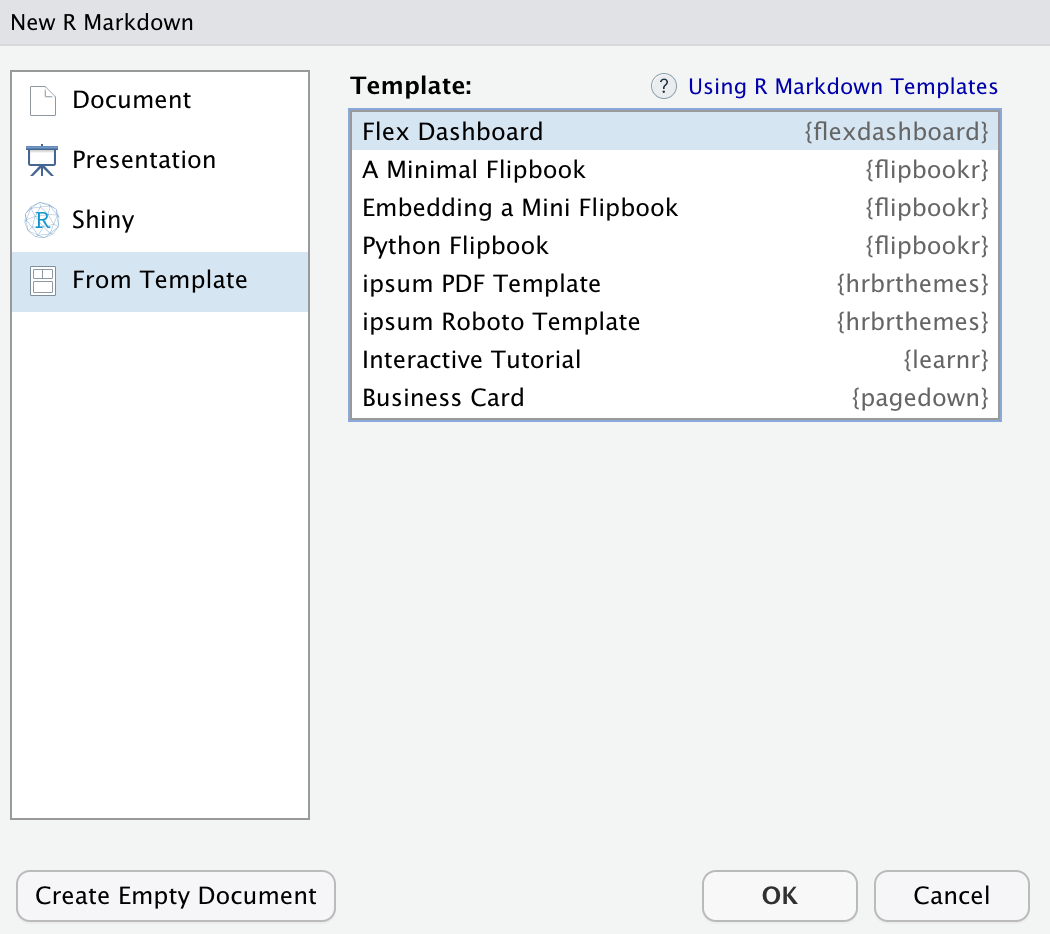 New R Markdown
Document
Presentation
R Shiny
From Template
Template: ? Using R Markdown Templates
Flex Dashboard {flexdashboard}
A Minimal Flipbook {flipbookr}
Embedding a Mini Flipbook {flipbookr}
Python Flipbook {flipbookr}
ipsum PDF Template {hrbrthemes}
ipsum Roboto Template {hrbrthemes}
Interactive Tutorial {learnr}
Business Card {pagedown}
Create Empty Document OK Cancel